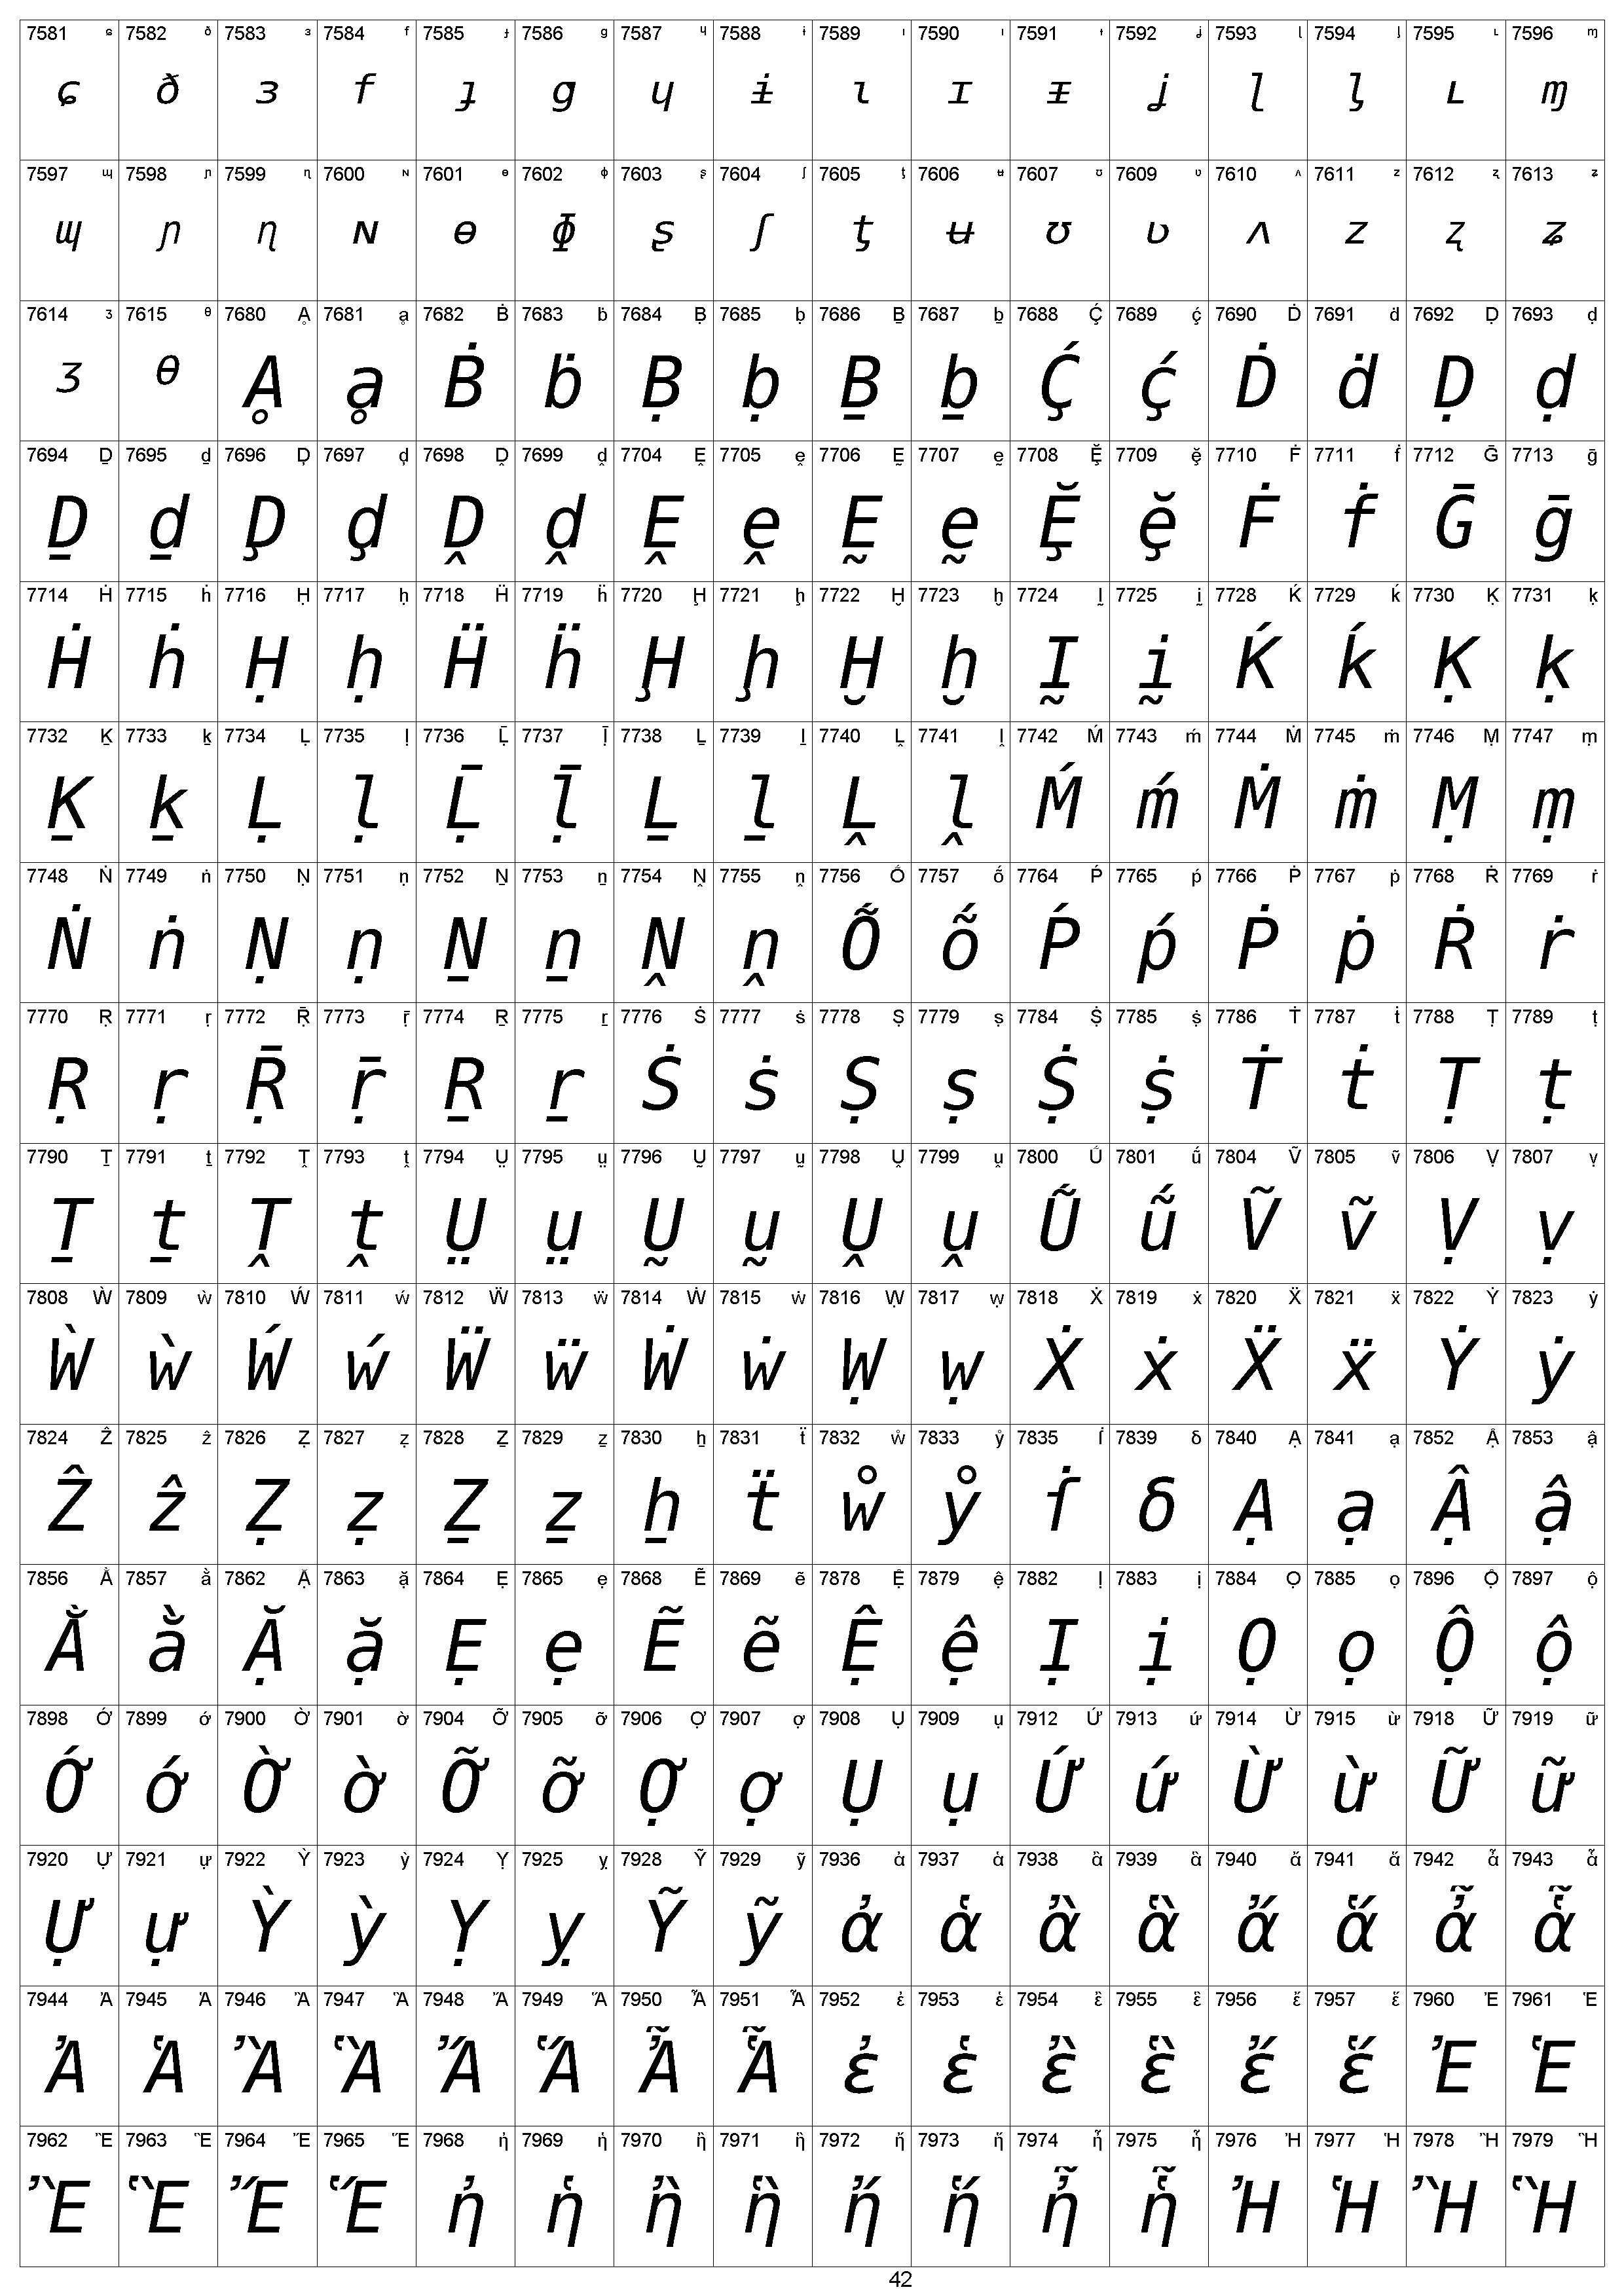 7581 ᶝ 7582 ᶞ 7583 ᶟ 7584 ᶠ 7585 ᶡ 7586 ᶢ 7587 ᶣ 7588 ᶤ 7589 ᶥ 7590 ᶦ 7591 ᶧ 7592 ᶨ 7593 ᶩ 7594 ᶪ 7595 ᶫ 7596 ᶬ
ᶝ ᶞ ᶟ ᶠ ᶡ ᶢ ᶣ ᶤ ᶥ ᶦ ᶧ ᶨ ᶩ ᶪ ᶫ ᶬ
7597 ᶭ 7598 ᶮ 7599 ᶯ 7600 ᶰ 7601 ᶱ 7602 ᶲ 7603 ᶳ 7604 ᶴ 7605 ᶵ 7606 ᶶ 7607 ᶷ 7609 ᶹ 7610 ᶺ 7611 ᶻ 7612 ᶼ 7613 ᶽ
ᶭ ᶮ ᶯ ᶰ ᶱ ᶲ ᶳ ᶴ ᶵ ᶶ ᶷ ᶹ ᶺ ᶻ ᶼ ᶽ
7614 ᶾ 7615 ᶿ 7680 Ḁ 7681 ḁ 7682 Ḃ 7683 ḃ 7684 Ḅ 7685 ḅ 7686 Ḇ 7687 ḇ 7688 Ḉ 7689 ḉ 7690 Ḋ 7691 ḋ 7692 Ḍ 7693 ḍ
ᶾ ᶿ Ḁ ḁ Ḃ b̈ Ḅ ḅ Ḇ ḇ Ḉ ḉ Ḋ d̈ Ḍ ḍ
7694 Ḏ 7695 ḏ 7696 Ḑ 7697 ḑ 7698 Ḓ 7699 ḓ 7704 Ḙ 7705 ḙ 7706 Ḛ 7707 ḛ 7708 Ḝ 7709 ḝ 7710 Ḟ 7711 ḟ 7712 Ḡ 7713 ḡ
Ḏ ḏ Ḑ ḑ Ḓ ḓ Ḙ ḙ Ḛ ḛ Ḝ ḝ Ḟ ḟ Ḡ ḡ
7714 Ḣ 7715 ḣ 7716 Ḥ 7717 ḥ 7718 Ḧ 7719 ḧ 7720 Ḩ 7721 ḩ 7722 Ḫ 7723 ḫ 7724 Ḭ 7725 ḭ 7728 Ḱ 7729 ḱ 7730 Ḳ 7731 ḳ
Ḣ ḣ Ḥ ḥ Ḧ ḧ Ḩ ḩ Ḫ ḫ Ḭ ḭ Ḱ ḱ Ḳ ḳ
7732 Ḵ 7733 ḵ 7734 Ḷ 7735 ḷ 7736 Ḹ 7737 ḹ 7738 Ḻ 7739 ḻ 7740 Ḽ 7741 ḽ 7742 Ḿ 7743 ḿ 7744 Ṁ 7745 ṁ 7746 Ṃ 7747 ṃ
Ḵ ḵ Ḷ ḷ Ḹ ḹ Ḻ ḻ Ḽ ḽ Ḿ ḿ Ṁ ṁ Ṃ ṃ
7748 Ṅ 7749 ṅ 7750 Ṇ 7751 ṇ 7752 Ṉ 7753 ṉ 7754 Ṋ 7755 ṋ 7756 Ṍ 7757 ṍ 7764 Ṕ 7765 ṕ 7766 Ṗ 7767 ṗ 7768 Ṙ 7769 ṙ
Ṅ ṅ Ṇ ṇ Ṉ ṉ Ṋ ṋ Ṍ ṍ Ṕ ṕ Ṗ ṗ Ṙ ṙ
7770 Ṛ 7771 ṛ 7772 Ṝ 7773 ṝ 7774 Ṟ 7775 ṟ 7776 Ṡ 7777 ṡ 7778 Ṣ 7779 ṣ 7784 Ṩ 7785 ṩ 7786 Ṫ 7787 ṫ 7788 Ṭ 7789 ṭ
Ṛ ṛ Ṝ ṝ Ṟ ṟ Ṡ ṡ Ṣ ṣ Ṩ ṩ Ṫ ṫ Ṭ ṭ
7790 Ṯ 7791 ṯ 7792 Ṱ 7793 ṱ 7794 Ṳ 7795 ṳ 7796 Ṵ 7797 ṵ 7798 Ṷ 7799 ṷ 7800 Ṹ 7801 ṹ 7804 Ṽ 7805 ṽ 7806 Ṿ 7807 ṿ
Ṯ ṯ Ṱ ṱ Ṳ ṳ Ṵ ṵ Ṷ ṷ Ṹ ṹ Ṽ ṽ Ṿ ṿ
7808 Ẁ 7809 ẁ 7810 Ẃ 7811 ẃ 7812 Ẅ 7813 ẅ 7814 Ẇ 7815 ẇ 7816 Ẉ 7817 ẉ 7818 Ẋ 7819 ẋ 7820 Ẍ 7821 ẍ 7822 Ẏ 7823 ẏ
Ẁ ẁ Ẃ ẃ Ẅ ẅ Ẇ ẇ Ẉ ẉ Ẋ ẋ Ẍ ẍ Ẏ ẏ
7824 Ẑ 7825 ẑ 7826 Ẓ 7827 ẓ 7828 Ẕ 7829 ẕ 7830 ẖ 7831 ẗ 7832 ẘ 7833 ẙ 7835 ẛ 7839 ẟ 7840 Ạ 7841 ạ 7852 Ậ 7853 ậ
Ẑ ẑ Ẓ ẓ Ẕ ẕ ẖ ẗ ẘ ẙ ẛ ẟ Ạ ạ Ậ ậ
7856 Ằ 7857 ằ 7862 Ặ 7863 ặ 7864 Ẹ 7865 ẹ 7868 Ẽ 7869 ẽ 7878 Ệ 7879 ệ 7882 Ị 7883 ị 7884 Ọ 7885 ọ 7896 Ộ 7897 ộ
Ằ ằ Ặ ặ Ẹ ẹ Ẽ ẽ Ệ ệ Ị ị Ọ ọ Ộ ộ
7898 Ớ 7899 ớ 7900 Ờ 7901 ờ 7904 Ỡ 7905 ỡ 7906 Ợ 7907 ợ 7908 Ụ 7909 ụ 7912 Ứ 7913 ứ 7914 Ừ 7915 ừ 7918 Ữ 7919 ữ
Ớ ớ Ờ ờ Ỡ ỡ Ợ ợ Ụ ụ Ứ ứ Ừ ừ Ữ ữ
7920 Ự 7921 ự 7922 Ỳ 7923 ỳ 7924 Ỵ 7925 ỵ 7928 Ỹ 7929 ỹ 7936 ἀ 7937 ἁ 7938 ἂ 7939 ἃ 7940 ἄ 7941 ἅ 7942 ἆ 7943 ἇ
Ự ự Ỳ ỳ Ỵ ỵ Ỹ ỹ ἀ ἁ ἂ ἃ ἄ ἅ ἆ ἇ
7944 Ἀ 7945 Ἁ 7946 Ἂ 7947 Ἃ 7948 Ἄ 7949 Ἅ 7950 Ἆ 7951 Ἇ 7952 ἐ 7953 ἑ 7954 ἒ 7955 ἓ 7956 ἔ 7957 ἕ 7960 Ἐ 7961 Ἑ
Ἀ Ἁ Ἂ Ἃ Ἄ Ἅ Ἆ Ἇ ἐ ἑ ἒ ἓ ἔ ἕ Ἐ Ἑ
7962 Ἒ 7963 Ἓ 7964 Ἔ 7965 Ἕ 7968 ἠ 7969 ἡ 7970 ἢ 7971 ἣ 7972 ἤ 7973 ἥ 7974 ἦ 7975 ἧ 7976 Ἠ 7977 Ἡ 7978 Ἢ 7979 Ἣ
Ἒ Ἓ Ἔ Ἕ ἠ ἡ ἢ ἣ ἤ ἥ ἦ ἧ Ἠ Ἡ Ἢ Ἣ
42